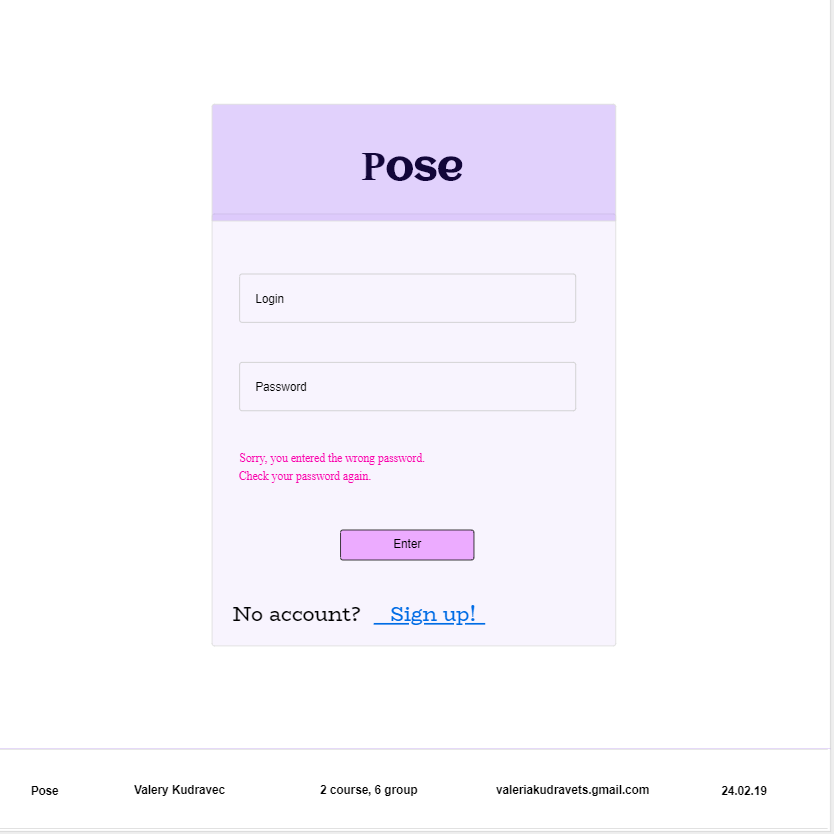 Pose
Login
Password
Sorry, you entered the wrong password.
Check your password again.
Enter
No account? Sign up!
Pose Valery Kudravec 2 course, 6 group valeriakudravets.gmail.com 24.02.19